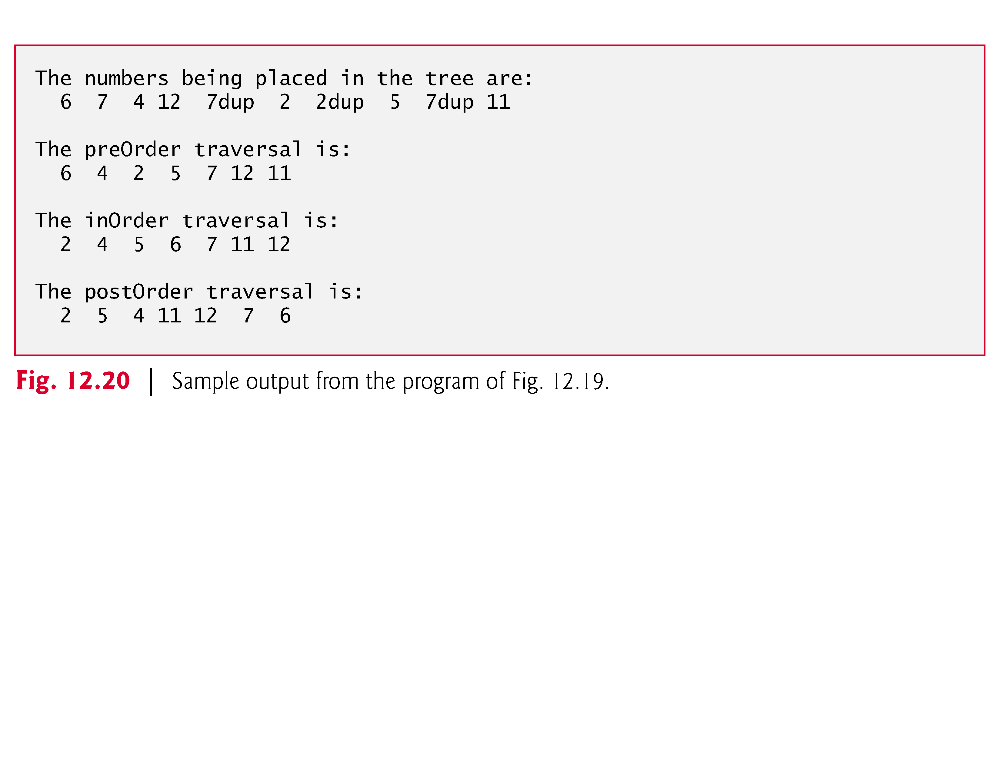 The numbers being placed in the tree are:
6 7 4 12 7dup 2 2dup 5 7dup 11
The preOrder traversal is:
6 4 2 5 7 12 11
The inOrder traversal is:
2 4 5 6 7 11 12
The postOrder traversal is:
2 5 4 11 12 7 6
Fig. 12.20 | Sample output from the program of Fig. 12.19.